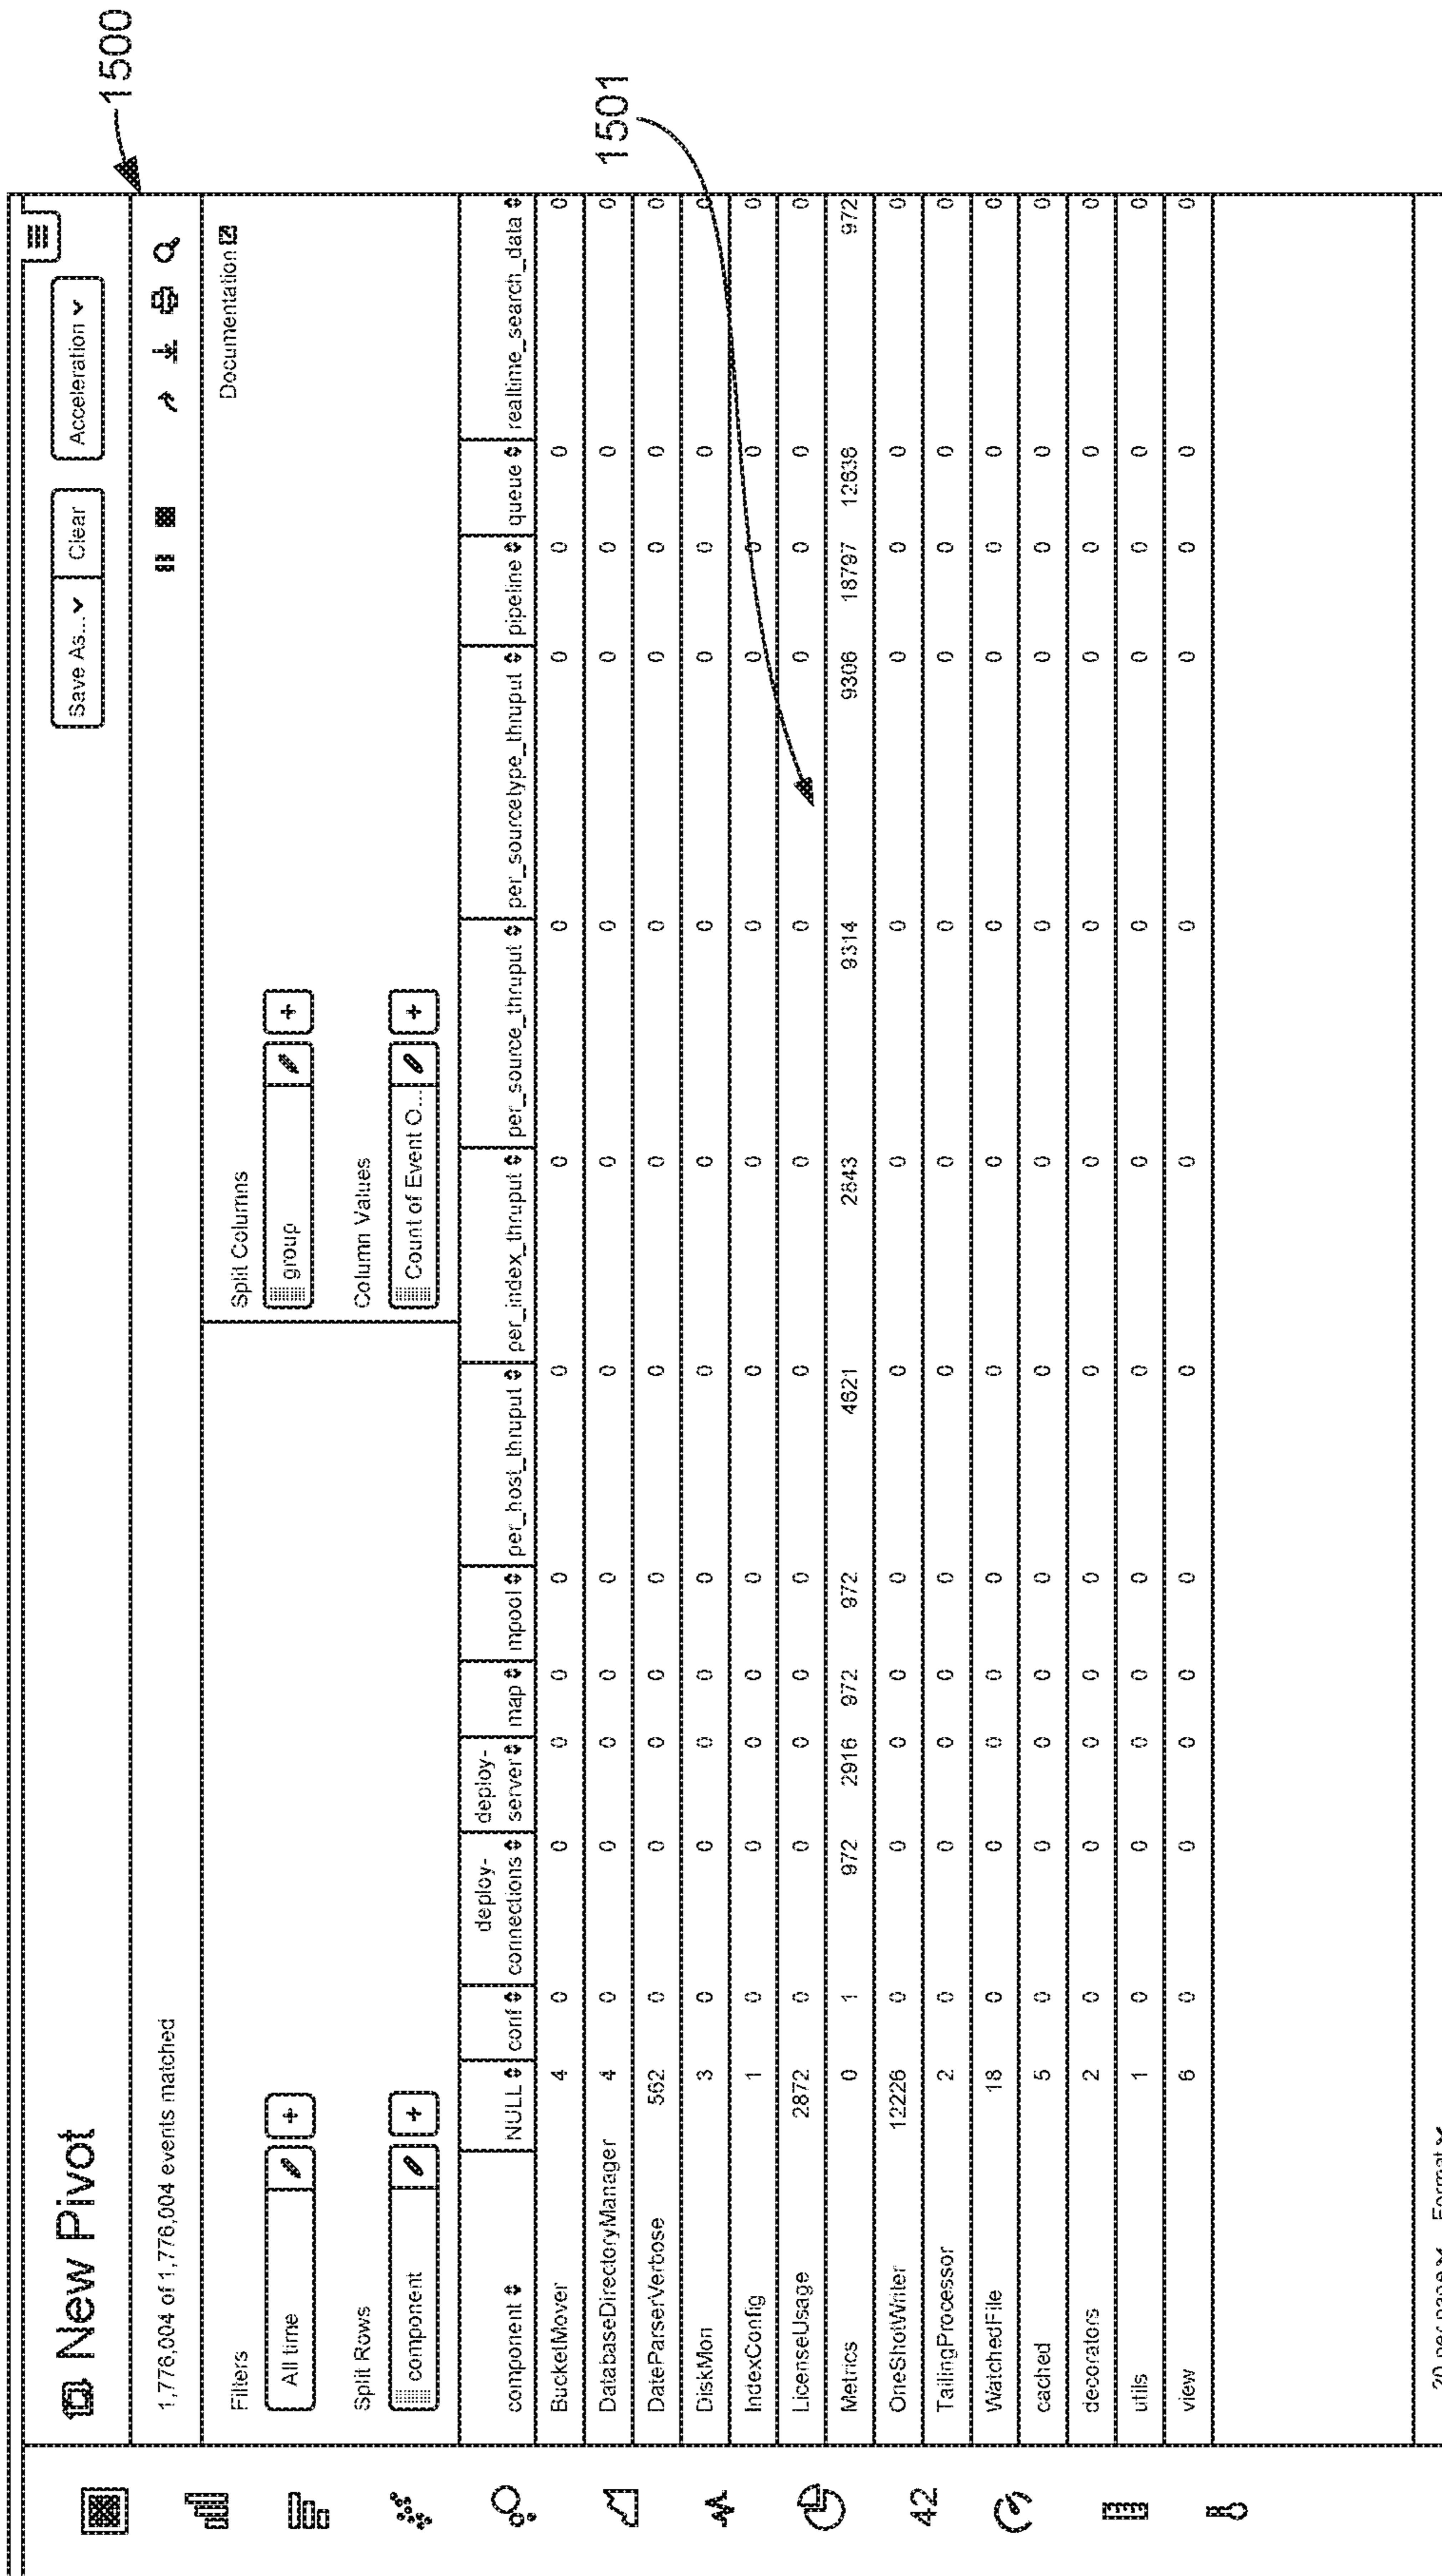 New Pivot
Save As... Clear Acceleration
1500
1,776,004 of 1,776,004 events matched
Filters Split Columns Documentation
All time + group +
Split Rows Column Values
component + Count of Event O... +
1501
component NULL conf deploy-connections deploy-server map mpool per_host_thruput per_index_thruput per_source_thruput per_sourcetype_thruput pipeline queue realtime_search_data
BucketMover 4 0 0 0 0 0 0 0 0 0 0 0 0
DatabaseDirectoryManager 4 0 0 0 0 0 0 0 0 0 0 0 0
DateParserVerbose 562 0 0 0 0 0 0 0 0 0 0 0 0
DiskMon 3 0 0 0 0 0 0 0 0 0 0 0 0
IndexConfig 1 0 0 0 0 0 0 0 0 0 0 0 0
LicenseUsage 2872 0 0 0 0 0 0 0 0 0 0 0 0
Metrics 0 1 972 2916 972 972 4621 2843 9314 9306 18797 12636 972
OneShotWriter 12226 0 0 0 0 0 0 0 0 0 0 0 0
TailingProcessor 2 0 0 0 0 0 0 0 0 0 0 0 0
WatchedFile 18 0 0 0 0 0 0 0 0 0 0 0 0
cached 5 0 0 0 0 0 0 0 0 0 0 0 0
decorators 2 0 0 0 0 0 0 0 0 0 0 0 0
utils 1 0 0 0 0 0 0 0 0 0 0 0 0
view 6 0 0 0 0 0 0 0 0 0 0 0 0
42
20 per page Format